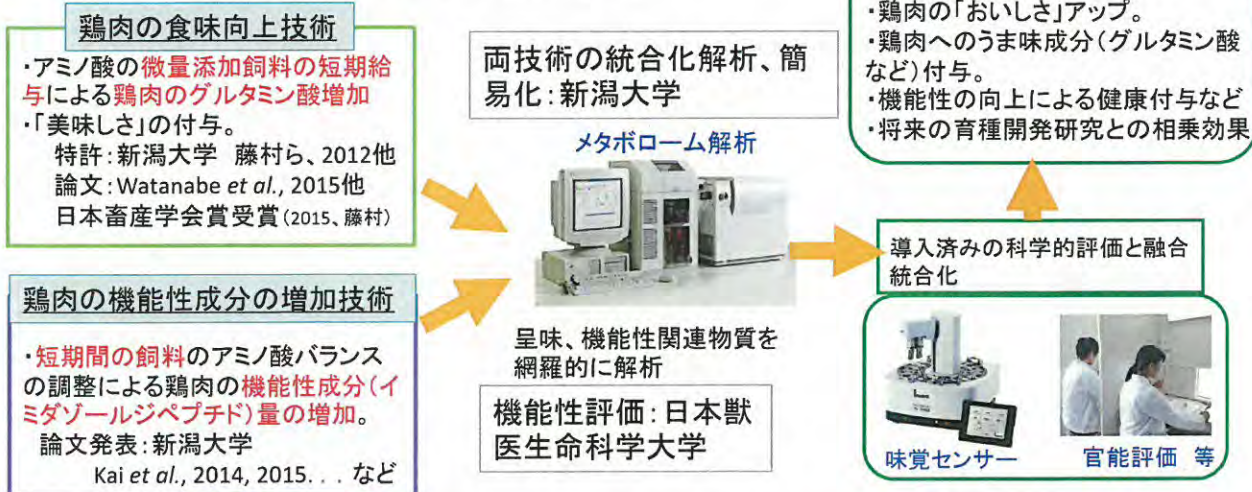 鶏肉の食味向上技術
・アミノ酸の微量添加飼料の短期給
与による鶏肉のグルタミン酸増加
・「美味しさ」の付与。
特許：新潟大学 藤村ら、2012他
論文：Watanabe et al., 2015他
日本畜産学会賞受賞(2015、藤村)
鶏肉の機能性成分の増加技術
・短期間の飼料のアミノ酸バランス
の調整による鶏肉の機能性成分(イ
ミダゾールジペプチド)量の増加。
論文発表：新潟大学
Kai et al., 2014, 2015. . . など
両技術の統合化解析、簡
易化：新潟大学
メタボローム解析
呈味、機能性関連物質を
網羅的に解析
機能性評価：日本獣
医生命科学大学
・鶏肉の「おいしさ」アップ。
・鶏肉へのうま味成分(グルタミン酸
など)付与。
・機能性の向上による健康付与など
・将来の育種開発研究との相乗効果
導入済みの科学的評価と融合
統合化
味覚センサー
官能評価 等